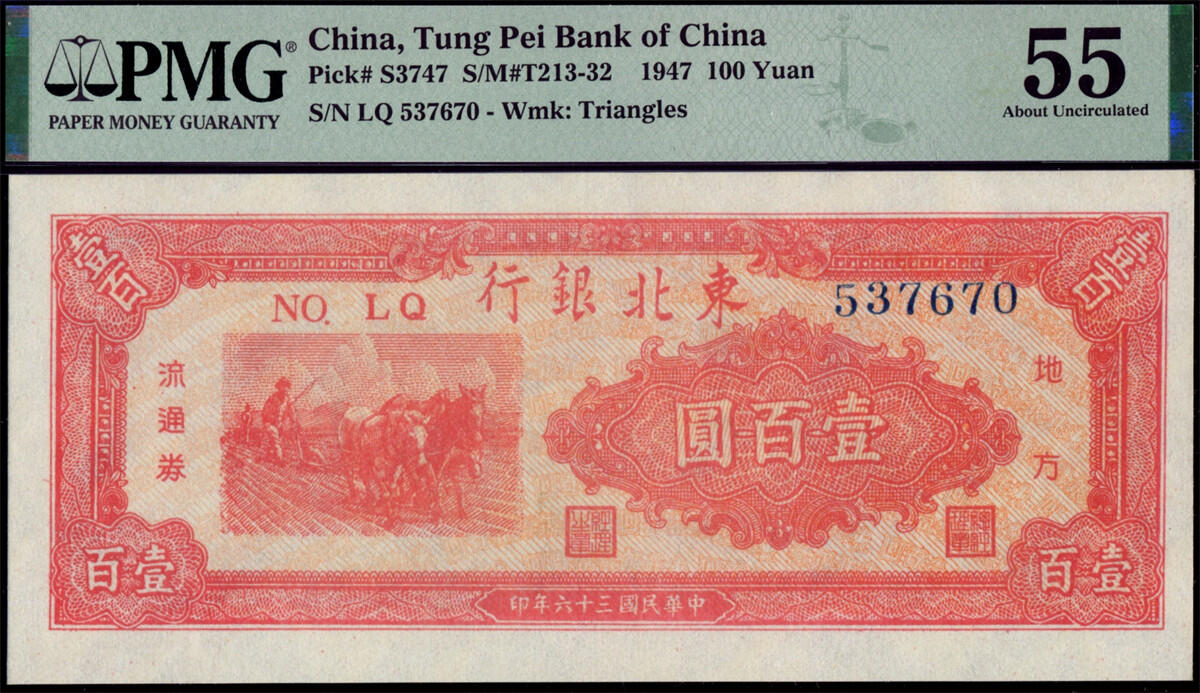 PMG®
PAPER MONEY GUARANTY
China, Tung Pei Bank of China
Pick# S3747 S/M#T213-32 1947 100 Yuan
S/N LQ 537670 - Wmk: Triangles
55
About Uncirculated
壹百
壹百
東北銀行
NO. LQ
537670
地方
流通券
壹百圓
壹百
壹百
中華民國三十六年印